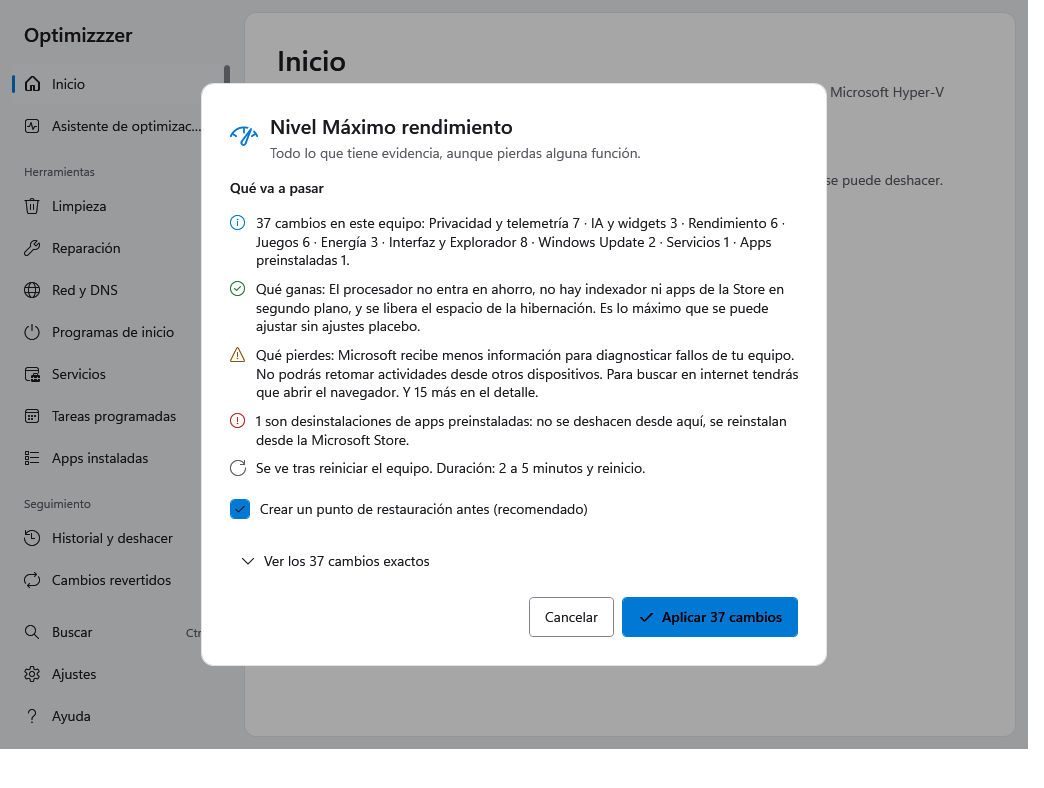 Optimizzzer
Inicio
Asistente de optimizac...
Herramientas
Limpieza
Reparación
Red y DNS
Programas de inicio
Servicios
Tareas programadas
Apps instaladas
Seguimiento
Historial y deshacer
Cambios revertidos
Buscar
Ctr
Ajustes
Ayuda
Inicio
Microsoft Hyper-V
se puede deshacer.
Nivel Máximo rendimiento
Todo lo que tiene evidencia, aunque pierdas alguna función.
Qué va a pasar
37 cambios en este equipo: Privacidad y telemetría 7 · IA y widgets 3 · Rendimiento 6 ·
Juegos 6 · Energía 3 · Interfaz y Explorador 8 · Windows Update 2 · Servicios 1 · Apps
preinstaladas 1.
Qué ganas: El procesador no entra en ahorro, no hay indexador ni apps de la Store en
segundo plano, y se libera el espacio de la hibernación. Es lo máximo que se puede
ajustar sin ajustes placebo.
Qué pierdes: Microsoft recibe menos información para diagnosticar fallos de tu equipo.
No podrás retomar actividades desde otros dispositivos. Para buscar en internet tendrás
que abrir el navegador. Y 15 más en el detalle.
1 son desinstalaciones de apps preinstaladas: no se deshacen desde aquí, se reinstalan
desde la Microsoft Store.
Se ve tras reiniciar el equipo. Duración: 2 a 5 minutos y reinicio.
Crear un punto de restauración antes (recomendado)
Ver los 37 cambios exactos
Cancelar
Aplicar 37 cambios